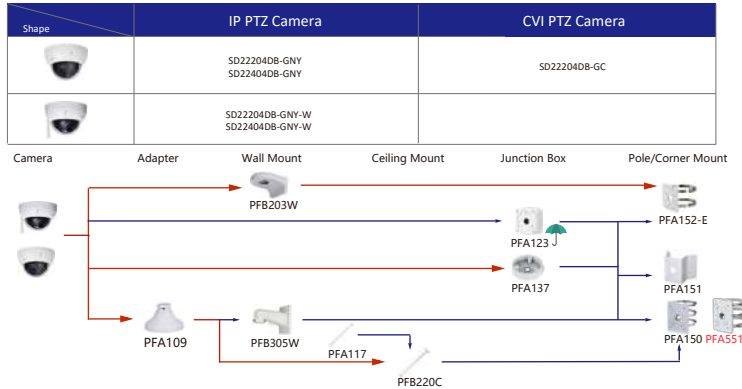 Shape
IP PTZ Camera
CVI PTZ Camera
SD22204DB-GNY
SD22404DB-GNY
SD22204DB-GC
SD22204DB-GNY-W
SD22404DB-GNY-W
Camera
Adapter
Wall Mount
Ceiling Mount
Junction Box
Pole/Corner Mount
PFB203W
PFA152-E
PFA123
PFA137
PFA151
PFA109
PFB305W
PFA117
PFA150
PFA551
PFB220C